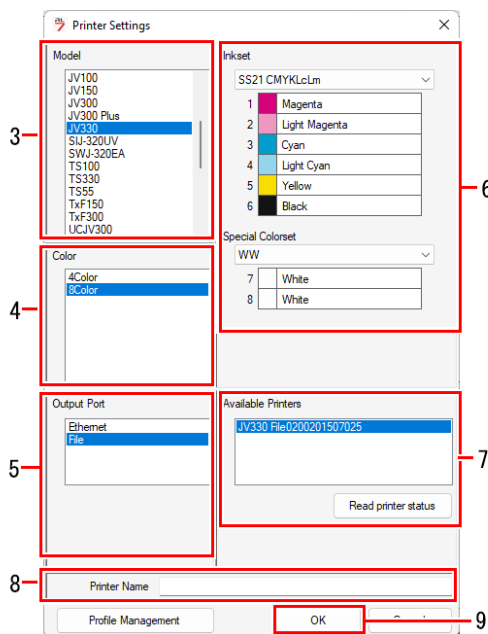 Printer Settings
Model
JV100
JV150
JV300
JV300 Plus
JV330
SIJ-320UV
SWJ-320EA
TS100
TS330
TS55
TxF150
TxF300
UCJV300
3
Inkset
SS21 CMYKLcLm
1 Magenta
2 Light Magenta
3 Cyan
4 Light Cyan
5 Yellow
6 Black
6
Special Colorset
WW
7 White
8 White
Color
4Color
8Color
4
Output Port
Ethernet
File
5
Available Printers
JV330 File0200201507025
Read printer status
7
8
Printer Name
Profile Management
OK
9